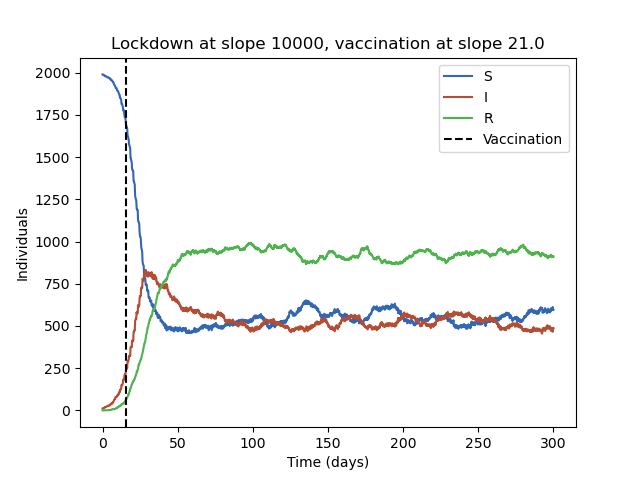 Lockdown at slope 10000, vaccination at slope 21.0
S
I
R
Vaccination
2000
1750
1500
1250
1000
750
500
250
0
Individuals
0 50 100 150 200 250 300
Time (days)